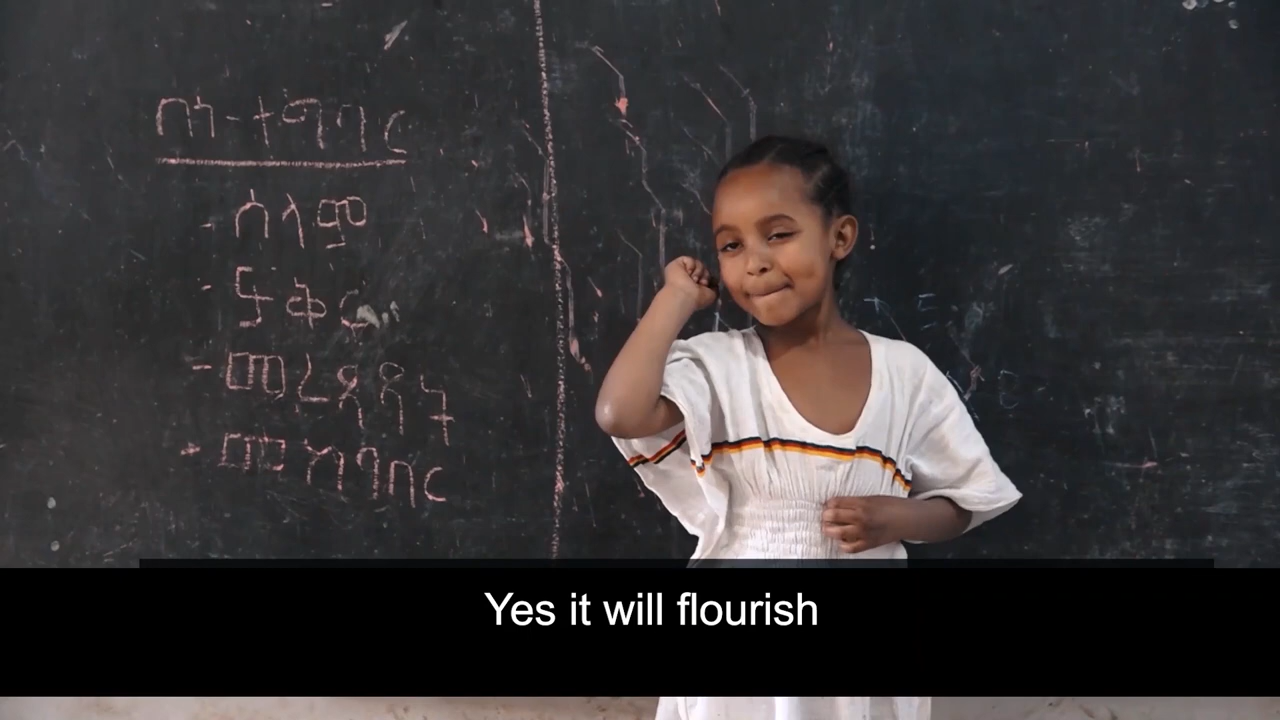 ስነ-ተግባር
- ሰላም
- ፍቅር
- መረዳዳት
- መከባበር
Yes it will flourish